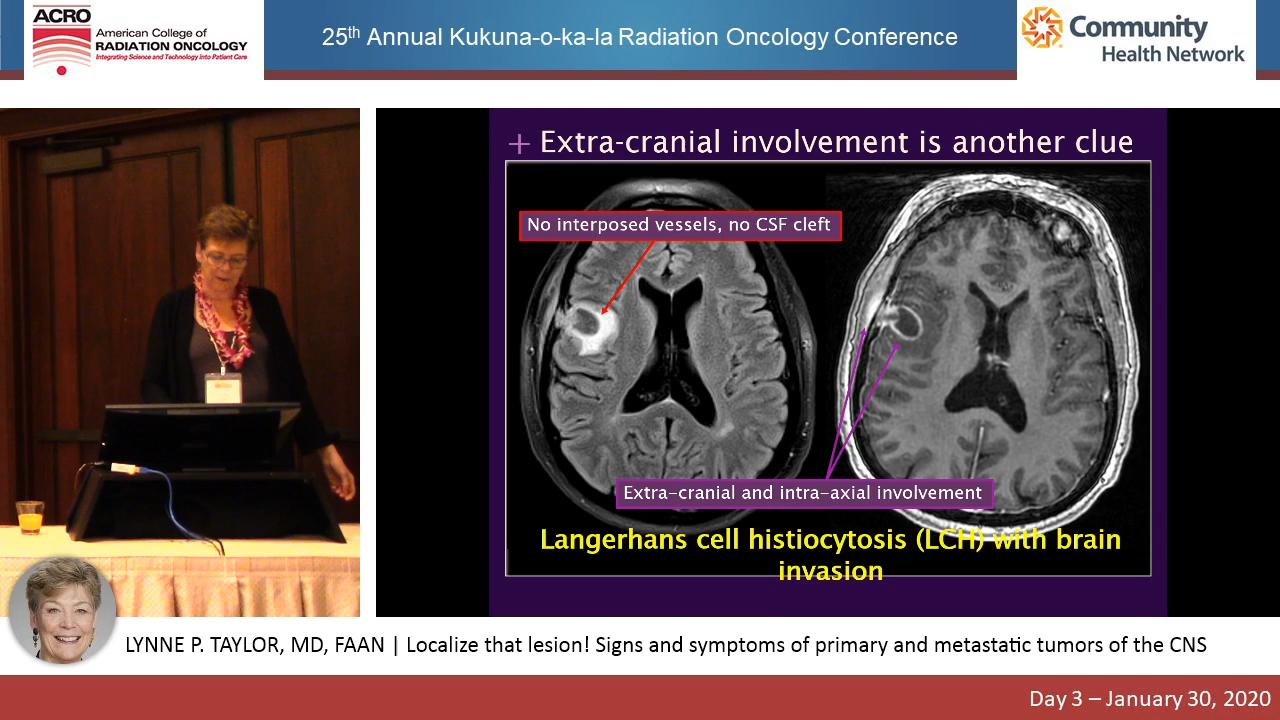 ACRO
American College of
RADIATION ONCOLOGY
Integrating Science and Technology Into Patient Care
25th Annual Kukuna-o-ka-la Radiation Oncology Conference
Community
Health Network
+ Extra-cranial involvement is another clue
No interposed vessels, no CSF cleft
Extra-cranial and intra-axial involvement
Langerhans cell histiocytosis (LCH) with brain
invasion
LYNNE P. TAYLOR, MD, FAAN | Localize that lesion! Signs and symptoms of primary and metastatic tumors of the CNS
Day 3 – January 30, 2020